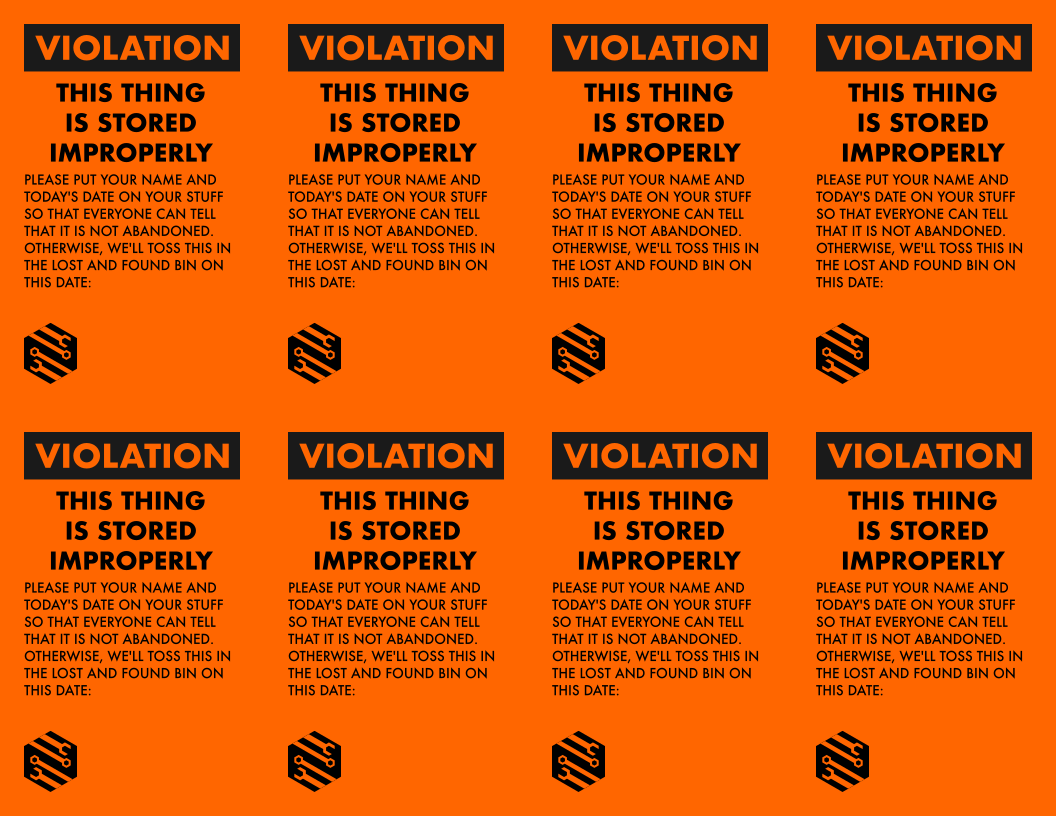 VIOLATION
THIS THING
IS STORED
IMPROPERLY
PLEASE PUT YOUR NAME AND
TODAY'S DATE ON YOUR STUFF
SO THAT EVERYONE CAN TELL
THAT IT IS NOT ABANDONED.
OTHERWISE, WE'LL TOSS THIS IN
THE LOST AND FOUND BIN ON
THIS DATE:
VIOLATION
THIS THING
IS STORED
IMPROPERLY
PLEASE PUT YOUR NAME AND
TODAY'S DATE ON YOUR STUFF
SO THAT EVERYONE CAN TELL
THAT IT IS NOT ABANDONED.
OTHERWISE, WE'LL TOSS THIS IN
THE LOST AND FOUND BIN ON
THIS DATE:
VIOLATION
THIS THING
IS STORED
IMPROPERLY
PLEASE PUT YOUR NAME AND
TODAY'S DATE ON YOUR STUFF
SO THAT EVERYONE CAN TELL
THAT IT IS NOT ABANDONED.
OTHERWISE, WE'LL TOSS THIS IN
THE LOST AND FOUND BIN ON
THIS DATE:
VIOLATION
THIS THING
IS STORED
IMPROPERLY
PLEASE PUT YOUR NAME AND
TODAY'S DATE ON YOUR STUFF
SO THAT EVERYONE CAN TELL
THAT IT IS NOT ABANDONED.
OTHERWISE, WE'LL TOSS THIS IN
THE LOST AND FOUND BIN ON
THIS DATE:
VIOLATION
THIS THING
IS STORED
IMPROPERLY
PLEASE PUT YOUR NAME AND
TODAY'S DATE ON YOUR STUFF
SO THAT EVERYONE CAN TELL
THAT IT IS NOT ABANDONED.
OTHERWISE, WE'LL TOSS THIS IN
THE LOST AND FOUND BIN ON
THIS DATE:
VIOLATION
THIS THING
IS STORED
IMPROPERLY
PLEASE PUT YOUR NAME AND
TODAY'S DATE ON YOUR STUFF
SO THAT EVERYONE CAN TELL
THAT IT IS NOT ABANDONED.
OTHERWISE, WE'LL TOSS THIS IN
THE LOST AND FOUND BIN ON
THIS DATE:
VIOLATION
THIS THING
IS STORED
IMPROPERLY
PLEASE PUT YOUR NAME AND
TODAY'S DATE ON YOUR STUFF
SO THAT EVERYONE CAN TELL
THAT IT IS NOT ABANDONED.
OTHERWISE, WE'LL TOSS THIS IN
THE LOST AND FOUND BIN ON
THIS DATE:
VIOLATION
THIS THING
IS STORED
IMPROPERLY
PLEASE PUT YOUR NAME AND
TODAY'S DATE ON YOUR STUFF
SO THAT EVERYONE CAN TELL
THAT IT IS NOT ABANDONED.
OTHERWISE, WE'LL TOSS THIS IN
THE LOST AND FOUND BIN ON
THIS DATE: